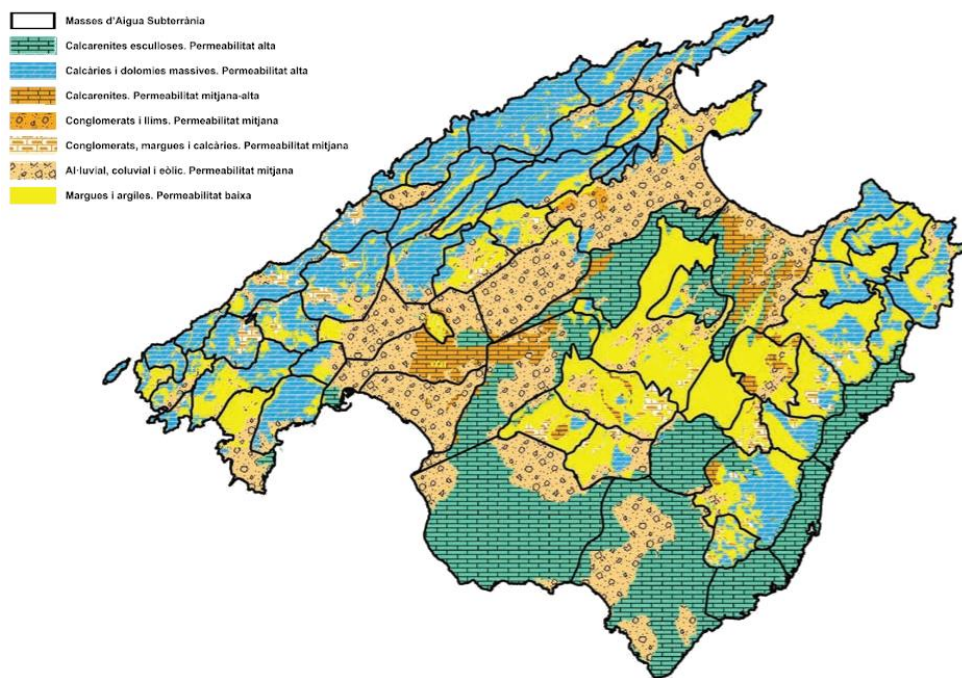 Masses d'Aigua Subterrània
Calcarenites esculloses. Permeabilitat alta
Calcàries i dolomies massives. Permeabilitat alta
Calcarenites. Permeabilitat mitjana-alta
Conglomerats i llims. Permeabilitat mitjana
Conglomerats, margues i calcàries. Permeabilitat mitjana
Al·luvial, coluvial i eòlic. Permeabilitat mitjana
Margues i argiles. Permeabilitat baixa